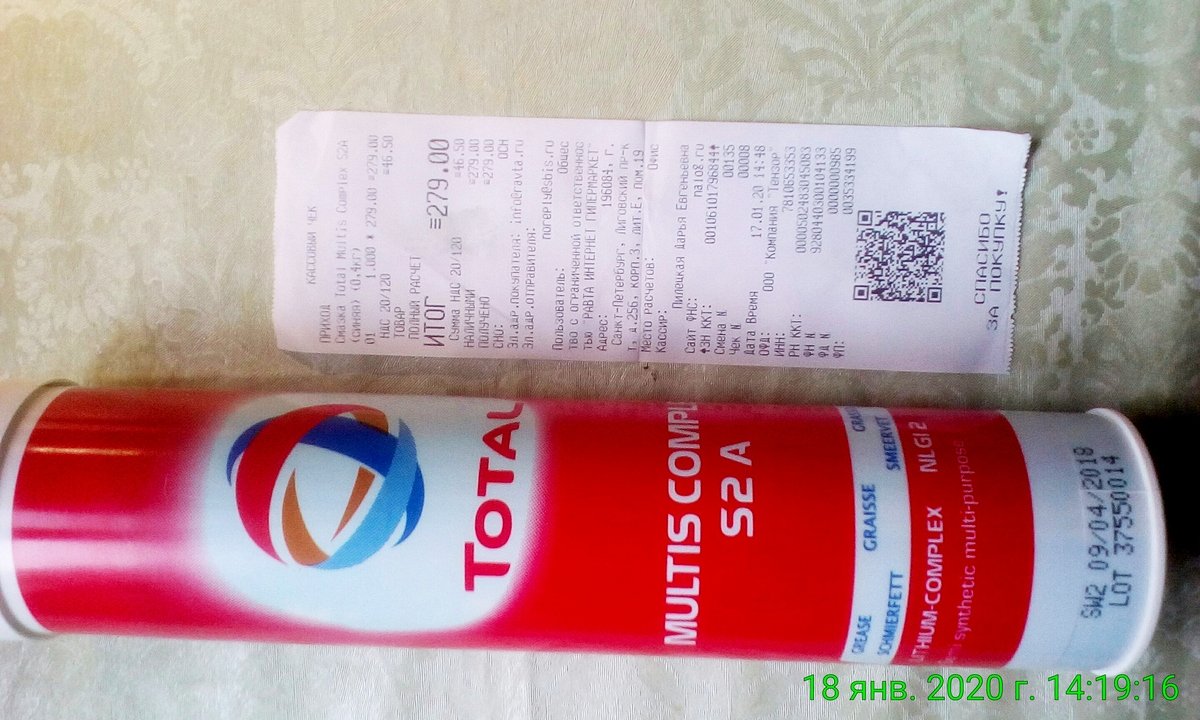 КАССОВЫЙ ЧЕК
ПРИХОД
Смазка Total Multis Complex S2A
(синяя) (0,4кг)
01 1.000 * 279.00 =279.00
НДС 20/120 =46.50
ТОВАР
ПОЛНЫЙ РАСЧЕТ
ИТОГ =279.00
Сумма НДС 20/120 =46.50
НАЛИЧНЫМИ =279.00
ПОЛУЧЕНО =279.00
СНО: ОСН
Эл.адр.покупателя: info@ravta.ru
Эл.адр.отправителя:
noreply@sbis.ru
Пользователь: Общес
тво с ограниченной ответственнос
тью РАВТА ИНТЕРНЕТ ГИПЕРМАРКЕТ"
Адрес: 196084, г.
Санкт-Петербург, Лиговский пр-к
т, д.256, корп.3, лит.Е, пом.19
Место расчетов: Офис
Кассир:
Пилецкая Дарья Евгеньевна
Сайт ФНС: nalog.ru
ЗН ККТ: 00106101796844
Смена N 00135
Чек N 00008
Дата Время 17.01.20 14:48
ОФД: ООО "Компания "Тензор"
ИНН: 7810653353
РН ККТ: 0000502483045083
ФН N 9280440300104133
ФД N 0000000985
ФП: 0035334199
СПАСИБО
ЗА ПОКУПКУ!
TOTAL
MULTIS COMPL
S2 A
GREASE GRAISSE
SCHMIERFETT SMEERVET
LITHIUM-COMPLEX NLGI 2
synthetic multi-purpose
SW2 09/04/2018
LOT 37550014
18 янв. 2020 г. 14:19:16